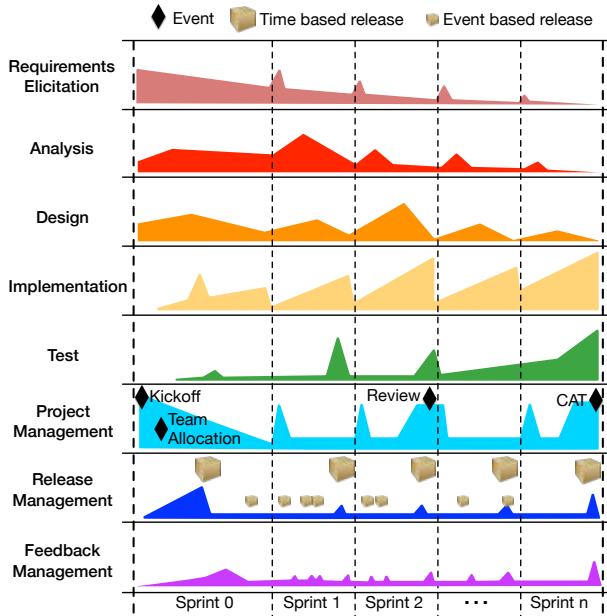 Event
Time based release
Event based release
Requirements
Elicitation
Analysis
Design
Implementation
Test
Project
Management
Kickoff
Team
Allocation
Review
CAT
Release
Management
Feedback
Management
Sprint 0
Sprint 1
Sprint 2
...
Sprint n